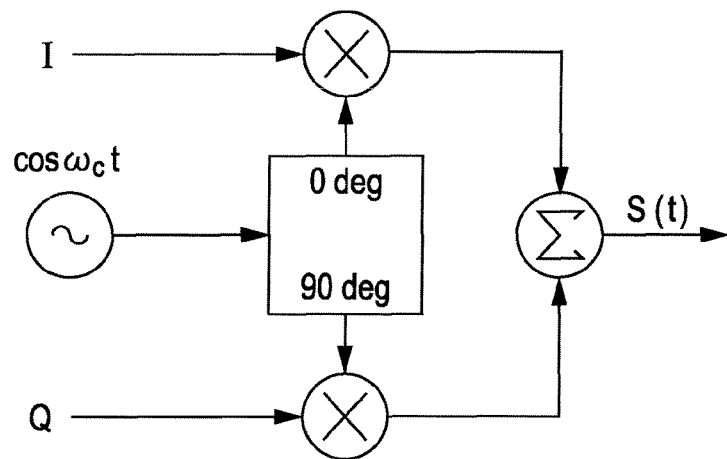 I
cos ω_c t
0 deg
90 deg
Σ
S (t)
Q